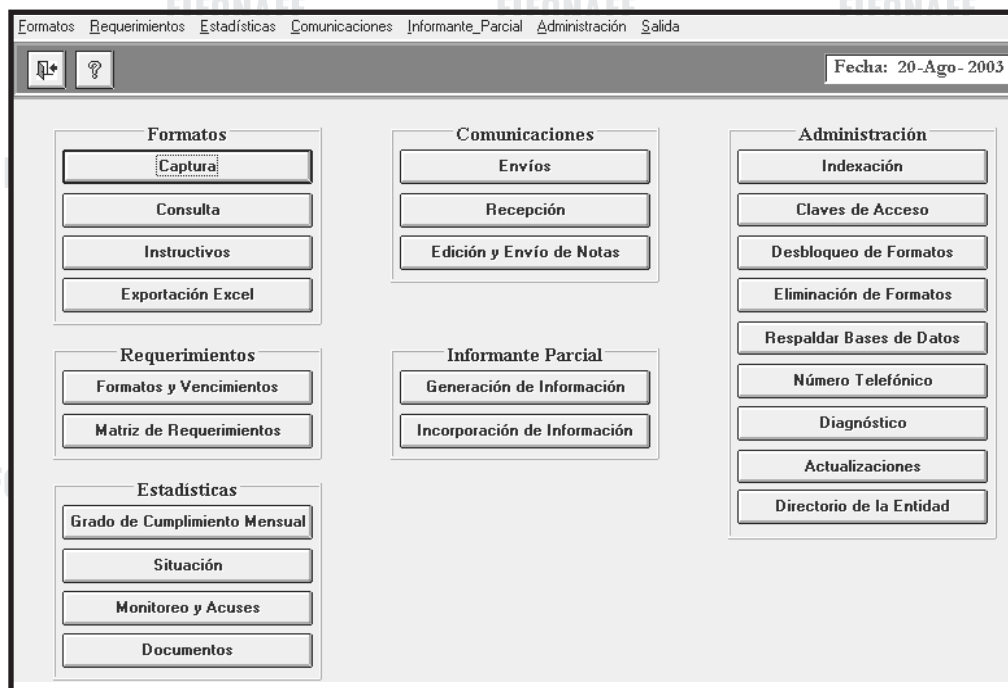 Formatos Requerimientos Estadísticas Comunicaciones Informante_Parcial Administración Salida
Fecha: 20-Ago- 2003
Formatos
Captura
Consulta
Instructivos
Exportación Excel
Requerimientos
Formatos y Vencimientos
Matriz de Requerimientos
Estadísticas
Grado de Cumplimiento Mensual
Situación
Monitoreo y Acuses
Documentos
Comunicaciones
Envíos
Recepción
Edición y Envío de Notas
Informante Parcial
Generación de Información
Incorporación de Información
Administración
Indexación
Claves de Acceso
Desbloqueo de Formatos
Eliminación de Formatos
Respaldar Bases de Datos
Número Telefónico
Diagnóstico
Actualizaciones
Directorio de la Entidad